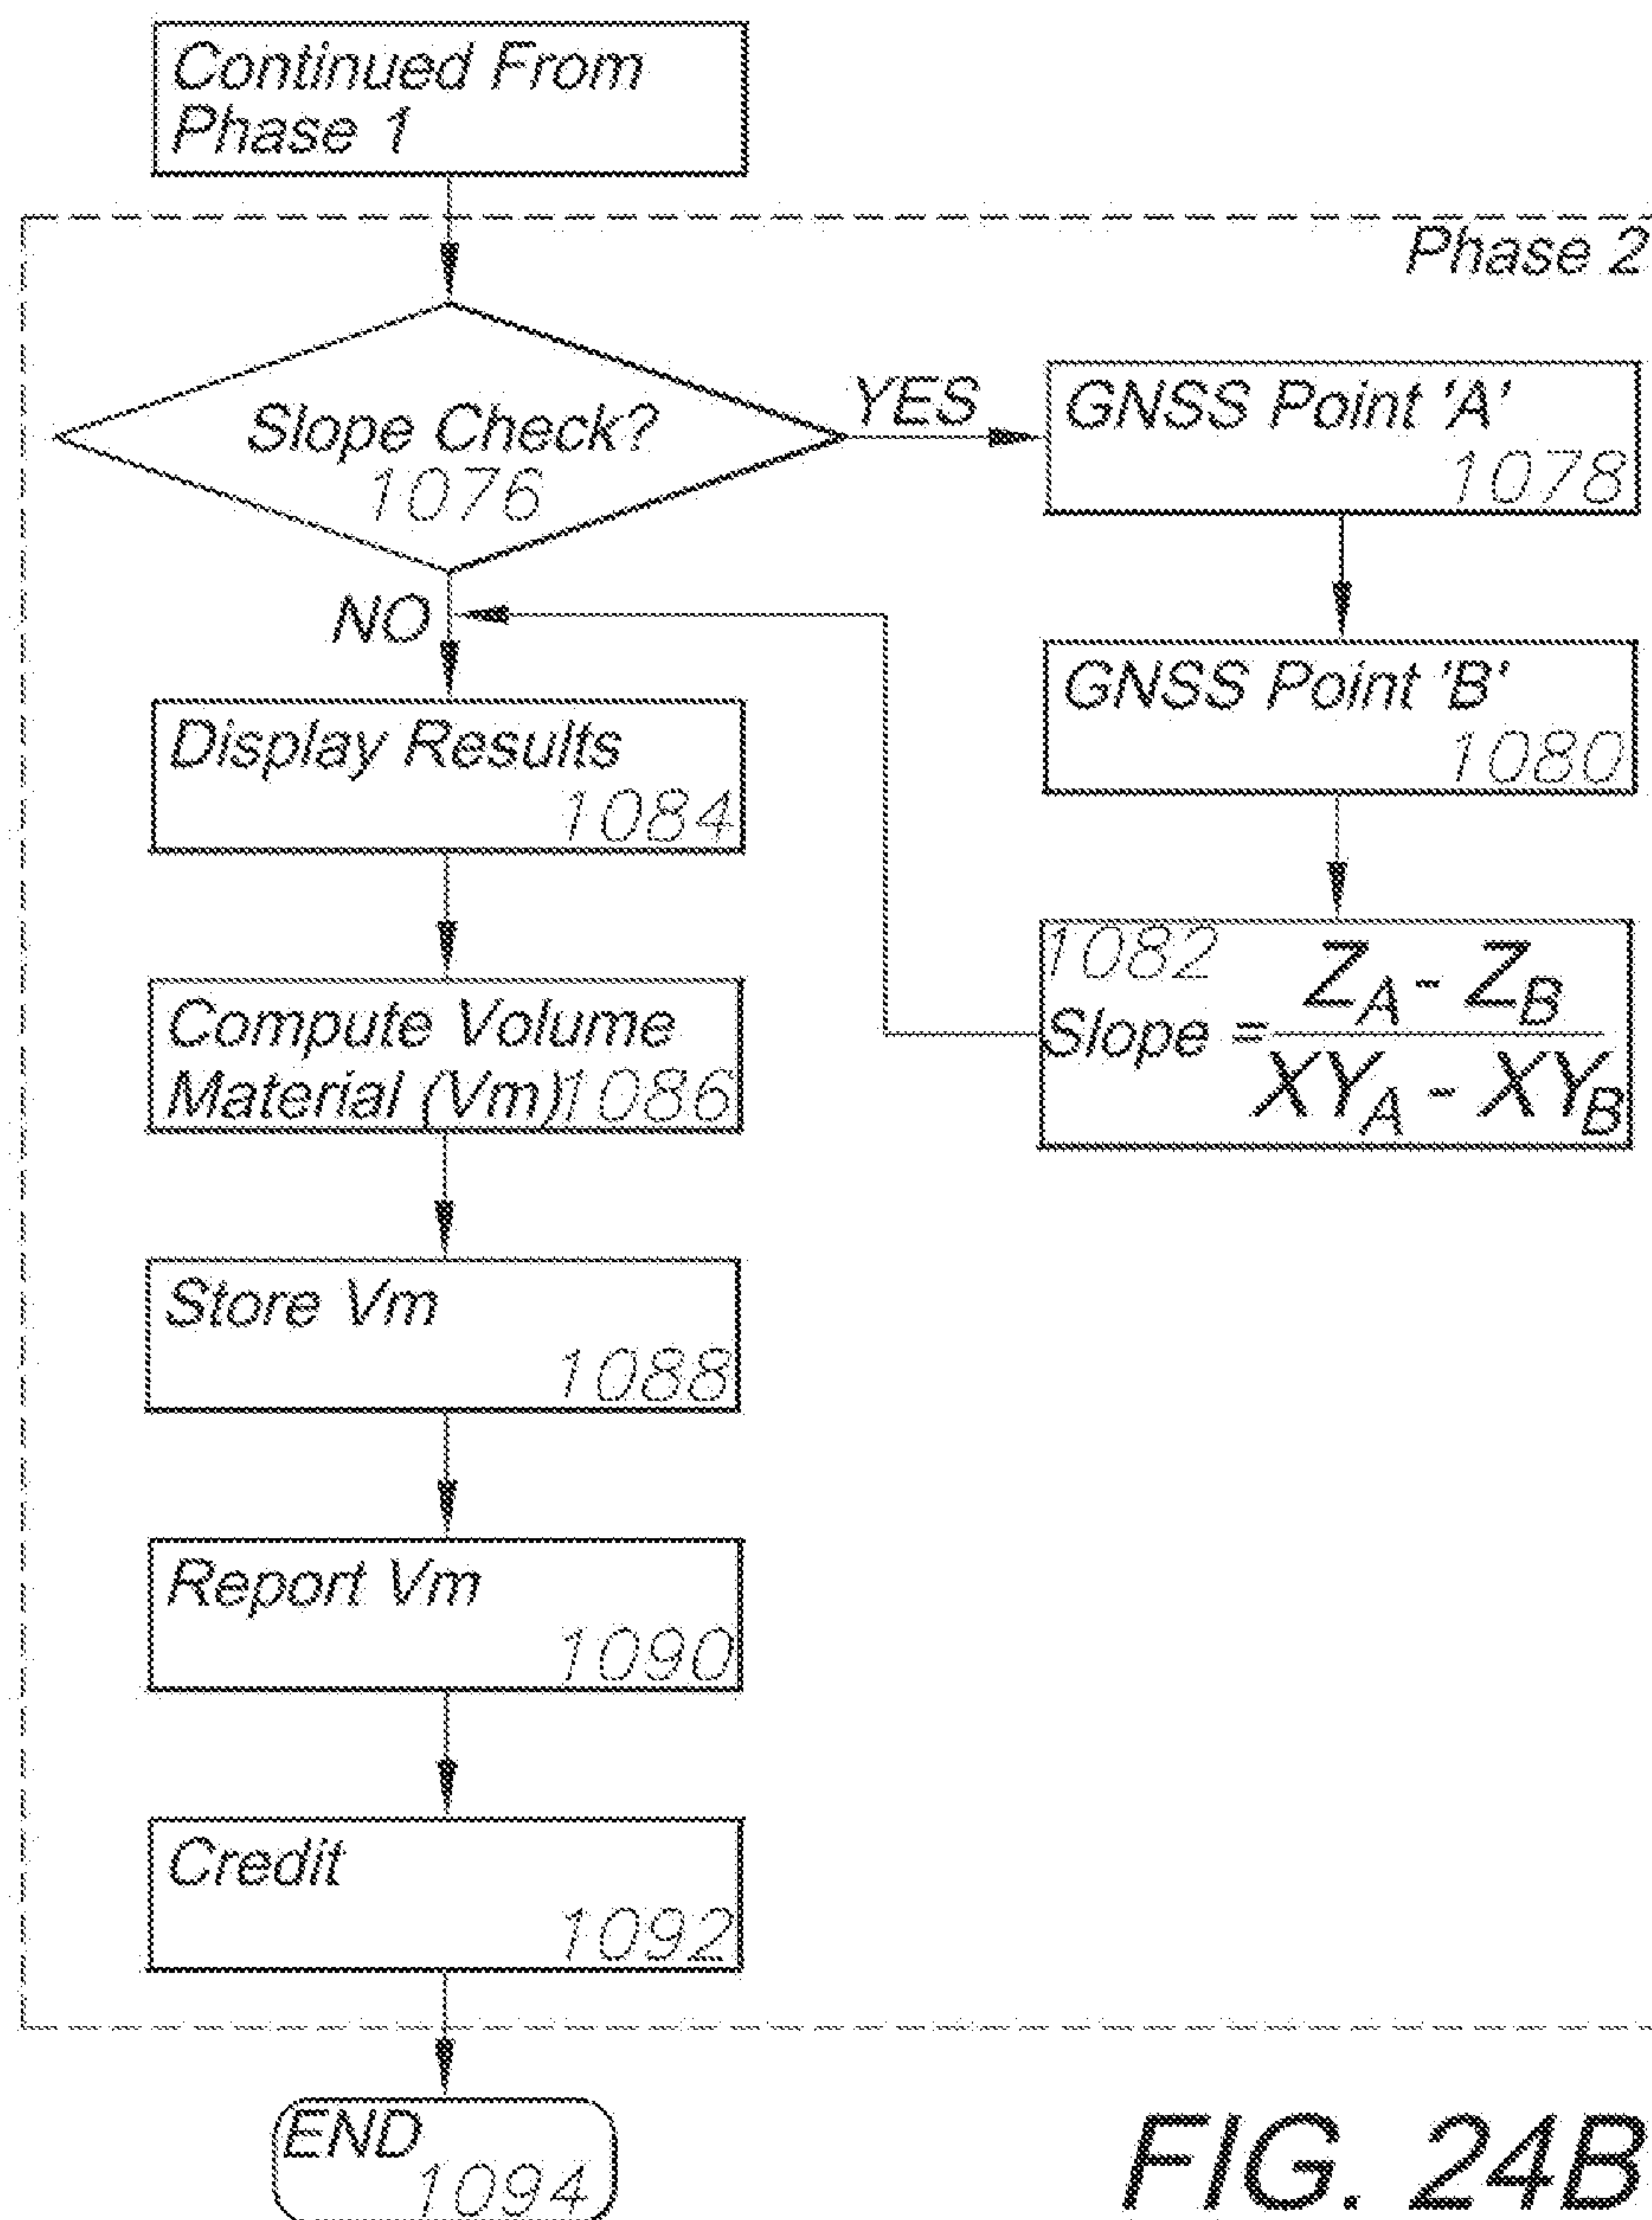 Continued From
Phase 1
Phase 2
Slope Check?
1076
YES
NO
GNSS Point 'A'
1078
GNSS Point 'B'
1080
1082
Slope = Z_A - Z_B
XY_A - XY_B
Display Results
1084
Compute Volume
Material (Vm) 1086
Store Vm
1088
Report Vm
1090
Credit
1092
END
1094
FIG. 24B